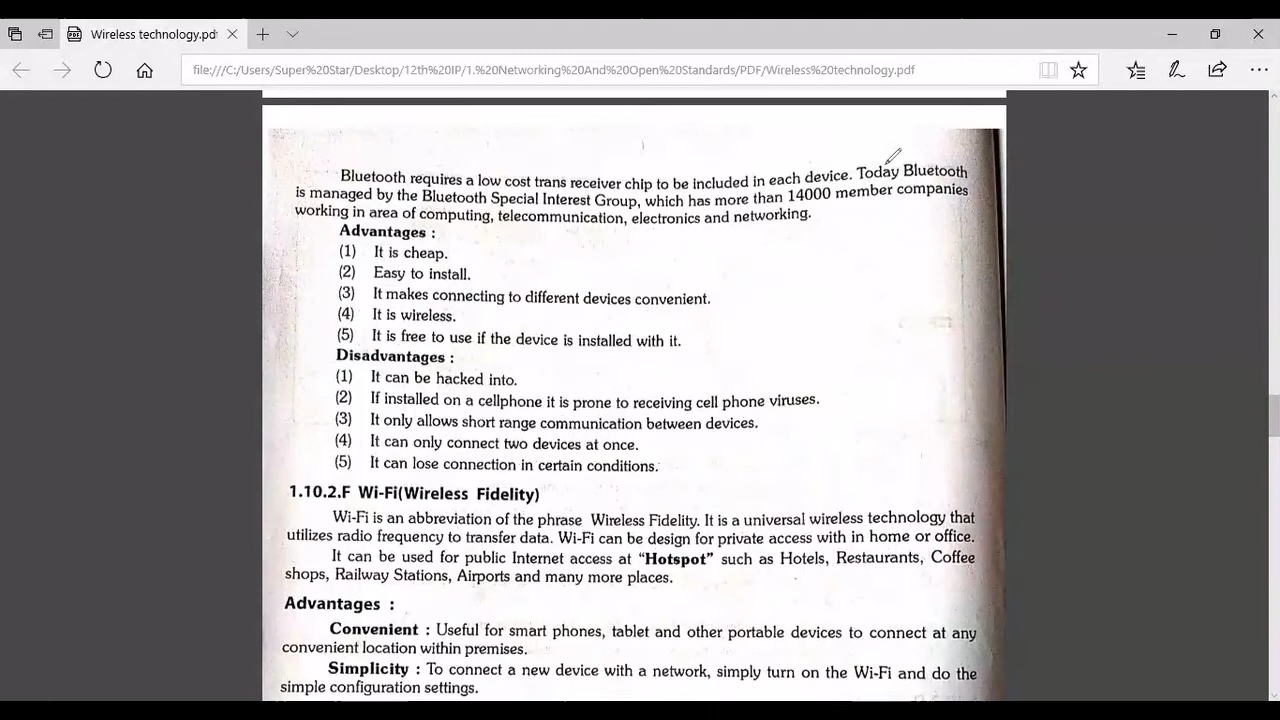 Wireless technology.pdf
file:///C:/Users/Super%20Star/Desktop/12th%20IP/1.%20Networking%20And%20Open%20Standards/PDF/Wireless%20technology.pdf
Bluetooth requires a low cost trans receiver chip to be included in each device. Today Bluetooth
is managed by the Bluetooth Special Interest Group, which has more than 14000 member companies
working in area of computing, telecommunication, electronics and networking.
Advantages :
(1) It is cheap.
(2) Easy to install.
(3) It makes connecting to different devices convenient.
(4) It is wireless.
(5) It is free to use if the device is installed with it.
Disadvantages :
(1) It can be hacked into.
(2) If installed on a cellphone it is prone to receiving cell phone viruses.
(3) It only allows short range communication between devices.
(4) It can only connect two devices at once.
(5) It can lose connection in certain conditions.
1.10.2.F Wi-Fi(Wireless Fidelity)
Wi-Fi is an abbreviation of the phrase Wireless Fidelity. It is a universal wireless technology that
utilizes radio frequency to transfer data. Wi-Fi can be design for private access with in home or office.
It can be used for public Internet access at “Hotspot” such as Hotels, Restaurants, Coffee
shops, Railway Stations, Airports and many more places.
Advantages :
Convenient : Useful for smart phones, tablet and other portable devices to connect at any
convenient location within premises.
Simplicity : To connect a new device with a network, simply turn on the Wi-Fi and do the
simple configuration settings.